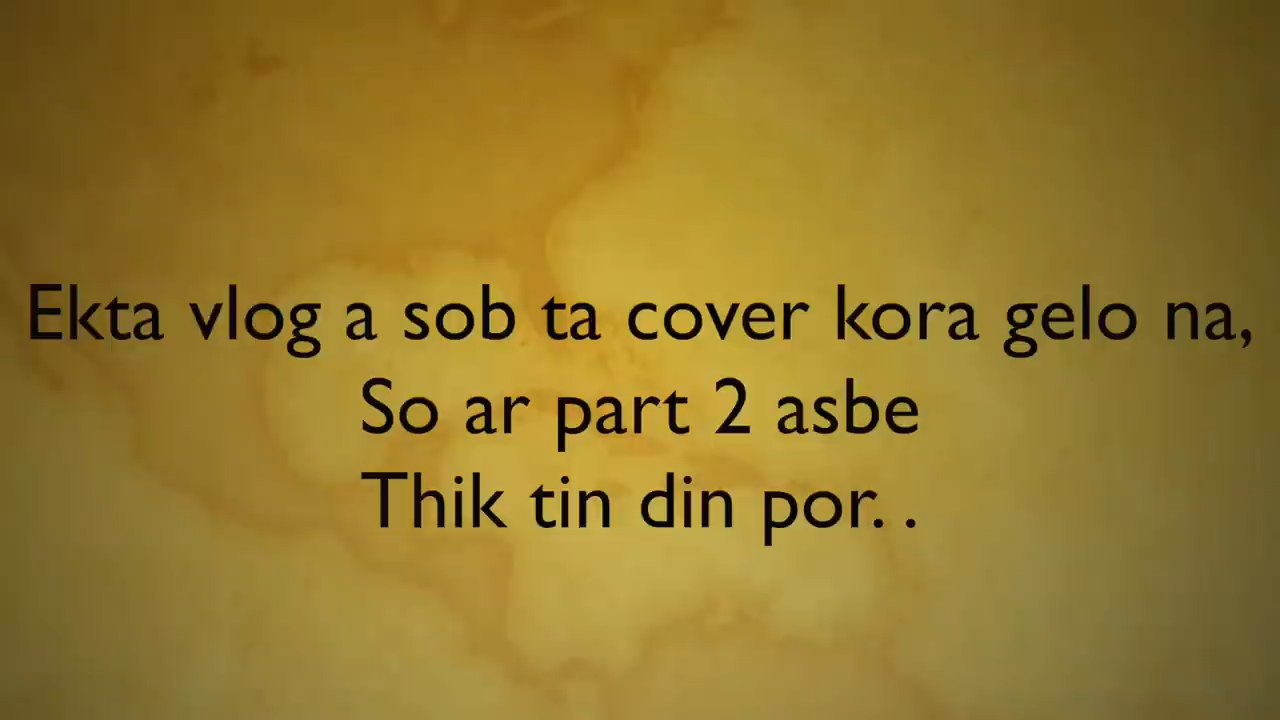 Ekta vlog a sob ta cover kora gelo na,
So ar part 2 asbe
Thik tin din por. .